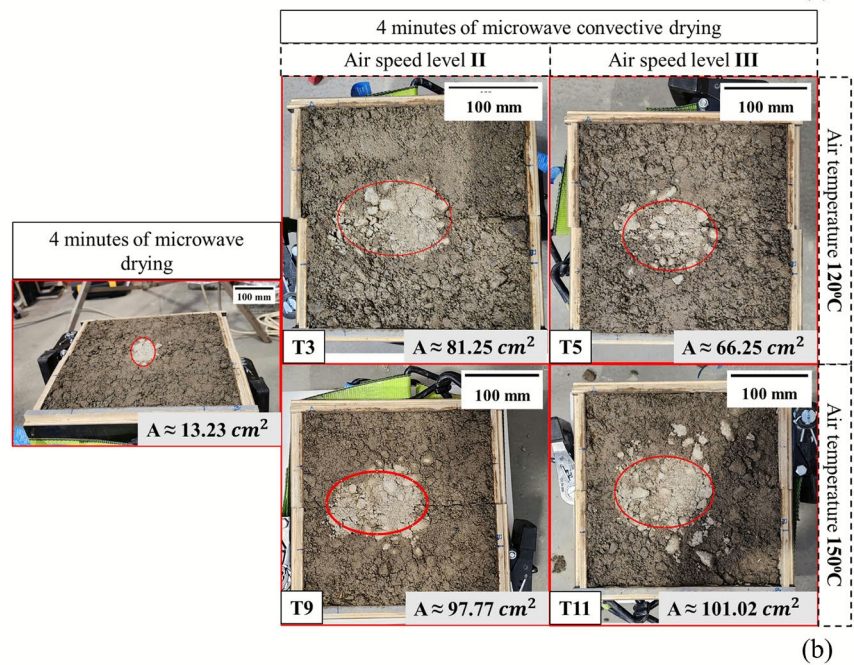 4 minutes of microwave convective drying
Air speed level II
Air speed level III
100 mm
100 mm
Air temperature 120ºC
4 minutes of microwave
drying
100 mm
A ≈ 13.23 cm²
T3
A ≈ 81.25 cm²
T5
A ≈ 66.25 cm²
100 mm
100 mm
Air temperature 150ºC
T9
A ≈ 97.77 cm²
T11
A ≈ 101.02 cm²
(b)